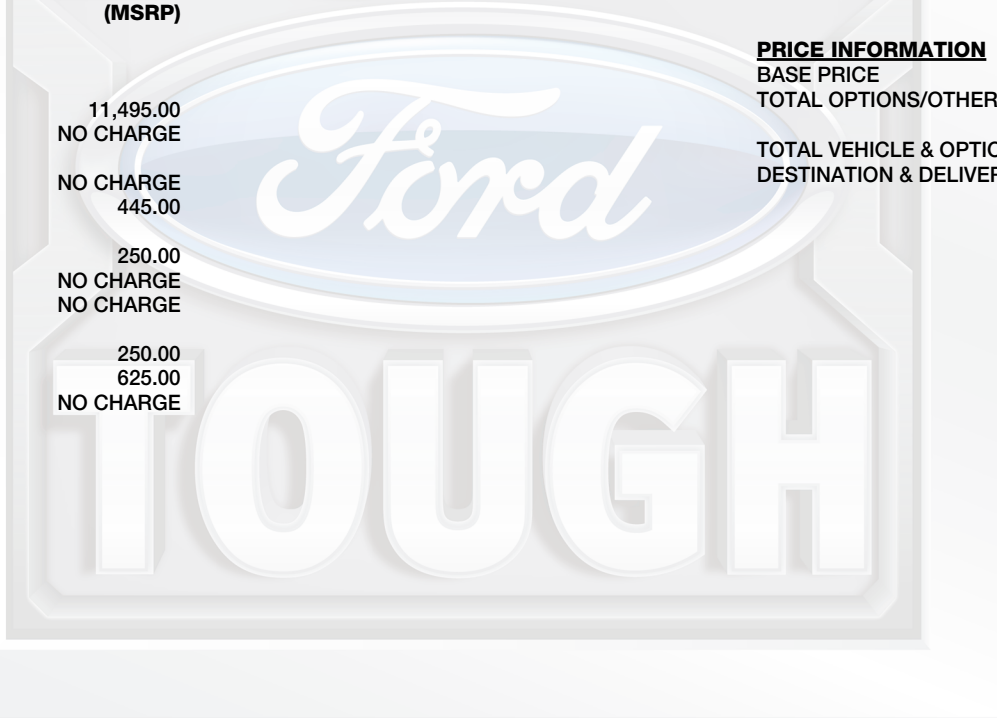 (MSRP)
11,495.00
NO CHARGE
NO CHARGE
445.00
250.00
NO CHARGE
NO CHARGE
250.00
625.00
NO CHARGE
PRICE INFORMATION
BASE PRICE
TOTAL OPTIONS/OTHER
TOTAL VEHICLE & OPTIO
DESTINATION & DELIVER
Ford
TOUGH